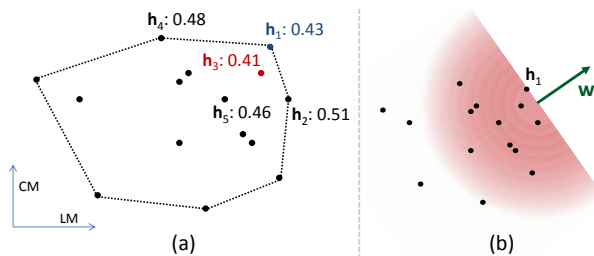 h₄: 0.48
h₁: 0.43
h₃: 0.41
h₅: 0.46
h₂: 0.51
CM
LM
(a)
h₁
w
(b)